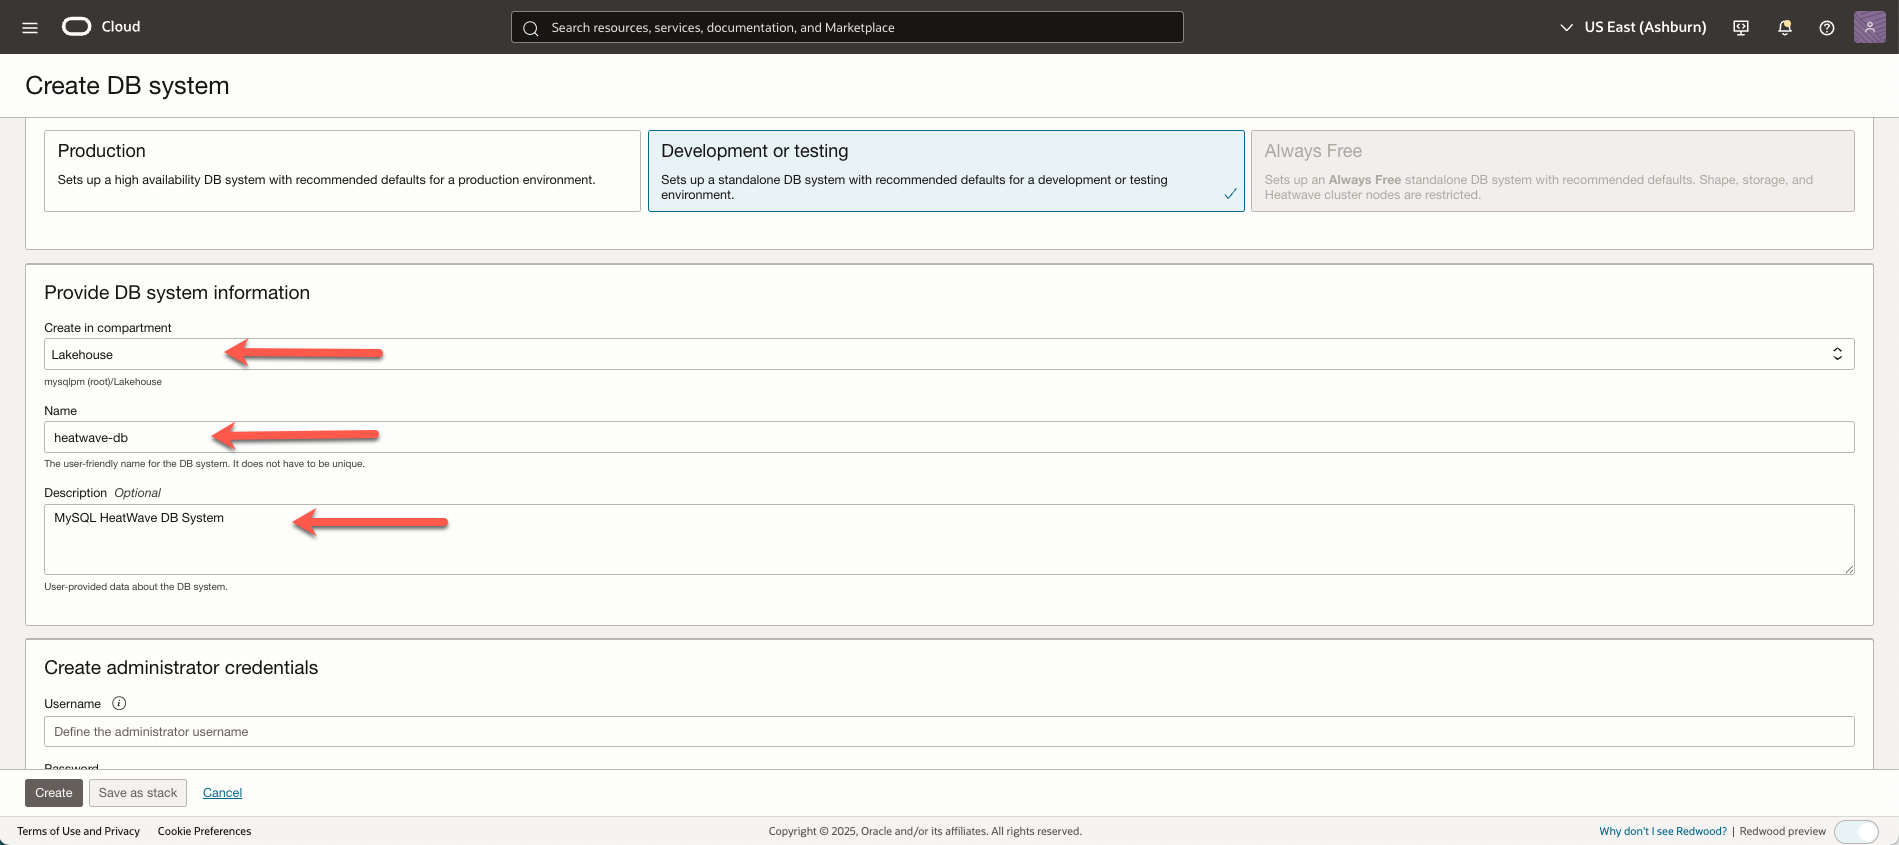 Cloud
Search resources, services, documentation, and Marketplace
US East (Ashburn)
Create DB system
Production
Sets up a high availability DB system with recommended defaults for a production environment.
Development or testing
Sets up a standalone DB system with recommended defaults for a development or testing
environment.
Always Free
Sets up an Always Free standalone DB system with recommended defaults. Shape, storage, and
Heatwave cluster nodes are restricted.
Provide DB system information
Create in compartment
Lakehouse
mysqlpm (root)/Lakehouse
Name
heatwave-db
The user-friendly name for the DB system. It does not have to be unique.
Description Optional
MySQL HeatWave DB System
User-provided data about the DB system.
Create administrator credentials
Username
Define the administrator username
Password
Create
Save as stack
Cancel
Terms of Use and Privacy
Cookie Preferences
Copyright © 2025, Oracle and/or its affiliates. All rights reserved.
Why don't I see Redwood? | Redwood preview